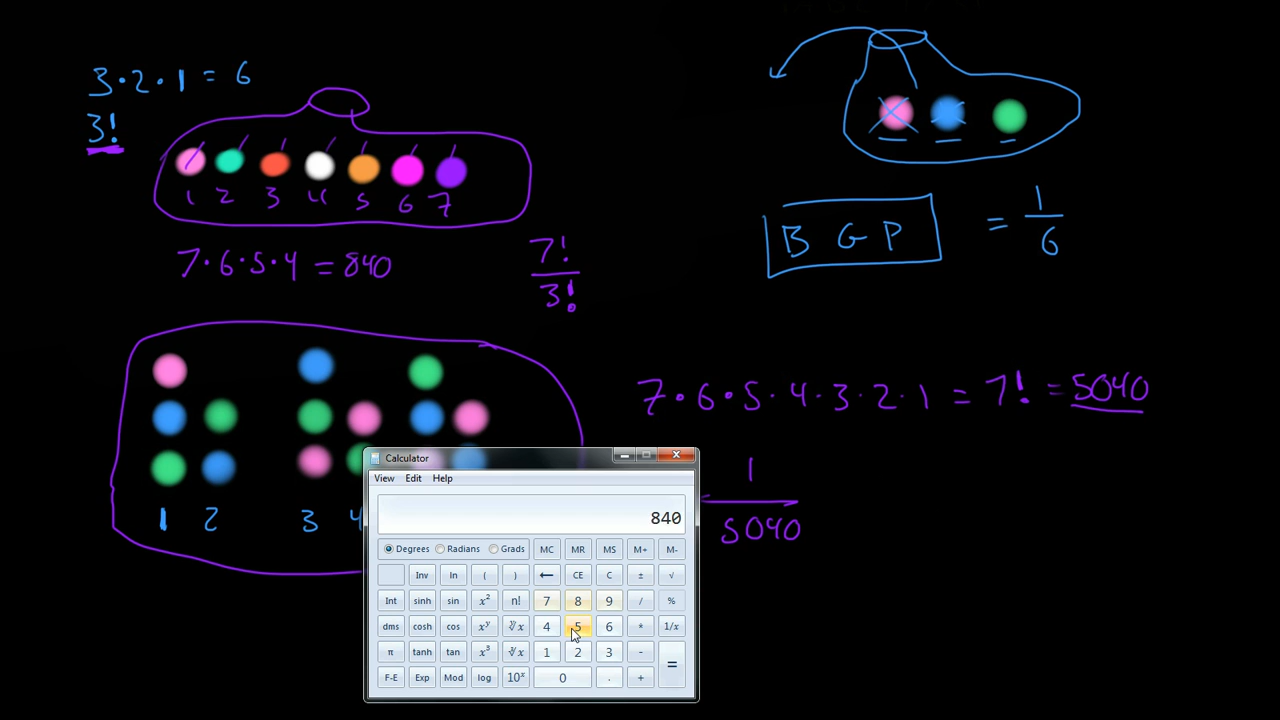 3·2·1 = 6
3!
1 2 3 4 5 6 7
7·6·5·4 = 840
7!
3!
B G P
= 1
6
7·6·5·4·3·2·1 = 7! = 5040
1
5040
1 2 3 4
Calculator
View Edit Help
840
Degrees Radians Grads MC MR MS M+ M-
Inv ln ( ) ← CE C ± √
Int sinh sin x² n! 7 8 9 / %
dms cosh cos xʸ ʸ√x 4 5 6 * 1/x
π tanh tan x³ ³√x 1 2 3 - =
F-E Exp Mod log 10ˣ 0 . +